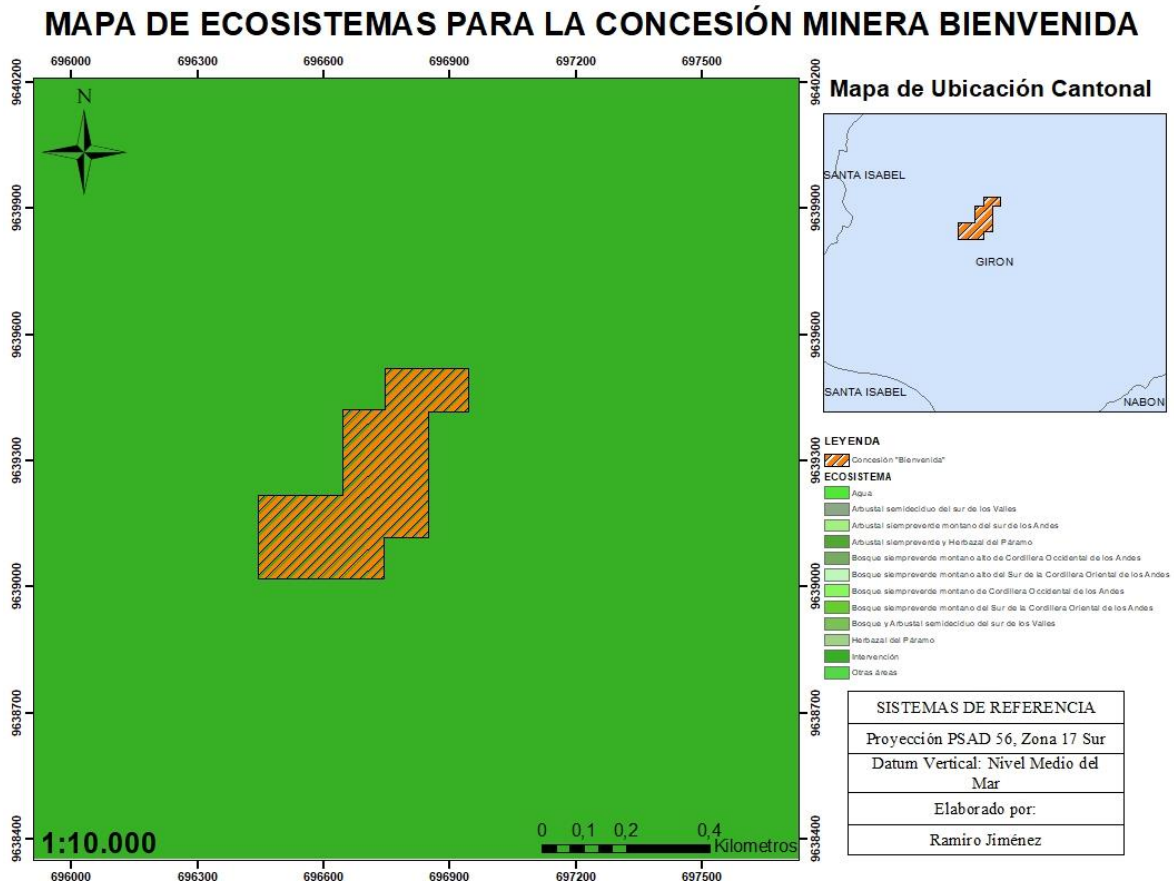 MAPA DE ECOSISTEMAS PARA LA CONCESIÓN MINERA BIENVENIDA
696000 696300 696600 696900 697200 697500
9640200
9639900
9639600
9639300
9639000
9638700
9638400
N
1:10.000
0 0,1 0,2 0,4
Kilometros
9640200
9639900
9639600
9639300
9639000
9638700
9638400
696000 696300 696600 696900 697200 697500
Mapa de Ubicación Cantonal
SANTA ISABEL
GIRON
SANTA ISABEL
NABON
LEYENDA
Concesión "Bienvenida"
ECOSISTEMA
Agua
Arbustal semideciduo del sur de los Valles
Arbustal siempreverde montano del sur de los Andes
Arbustal siempreverde y Herbazal del Páramo
Bosque siempreverde montano alto de Cordillera Occidental de los Andes
Bosque siempreverde montano alto del Sur de la Cordillera Oriental de los Andes
Bosque siempreverde montano de Cordillera Occidental de los Andes
Bosque siempreverde montano del Sur de la Cordillera Oriental de los Andes
Bosque y Arbustal semideciduo del sur de los Valles
Herbazal del Páramo
Intervención
Otras áreas
SISTEMAS DE REFERENCIA
Proyección PSAD 56, Zona 17 Sur
Datum Vertical: Nivel Medio del
Mar
Elaborado por:
Ramiro Jiménez